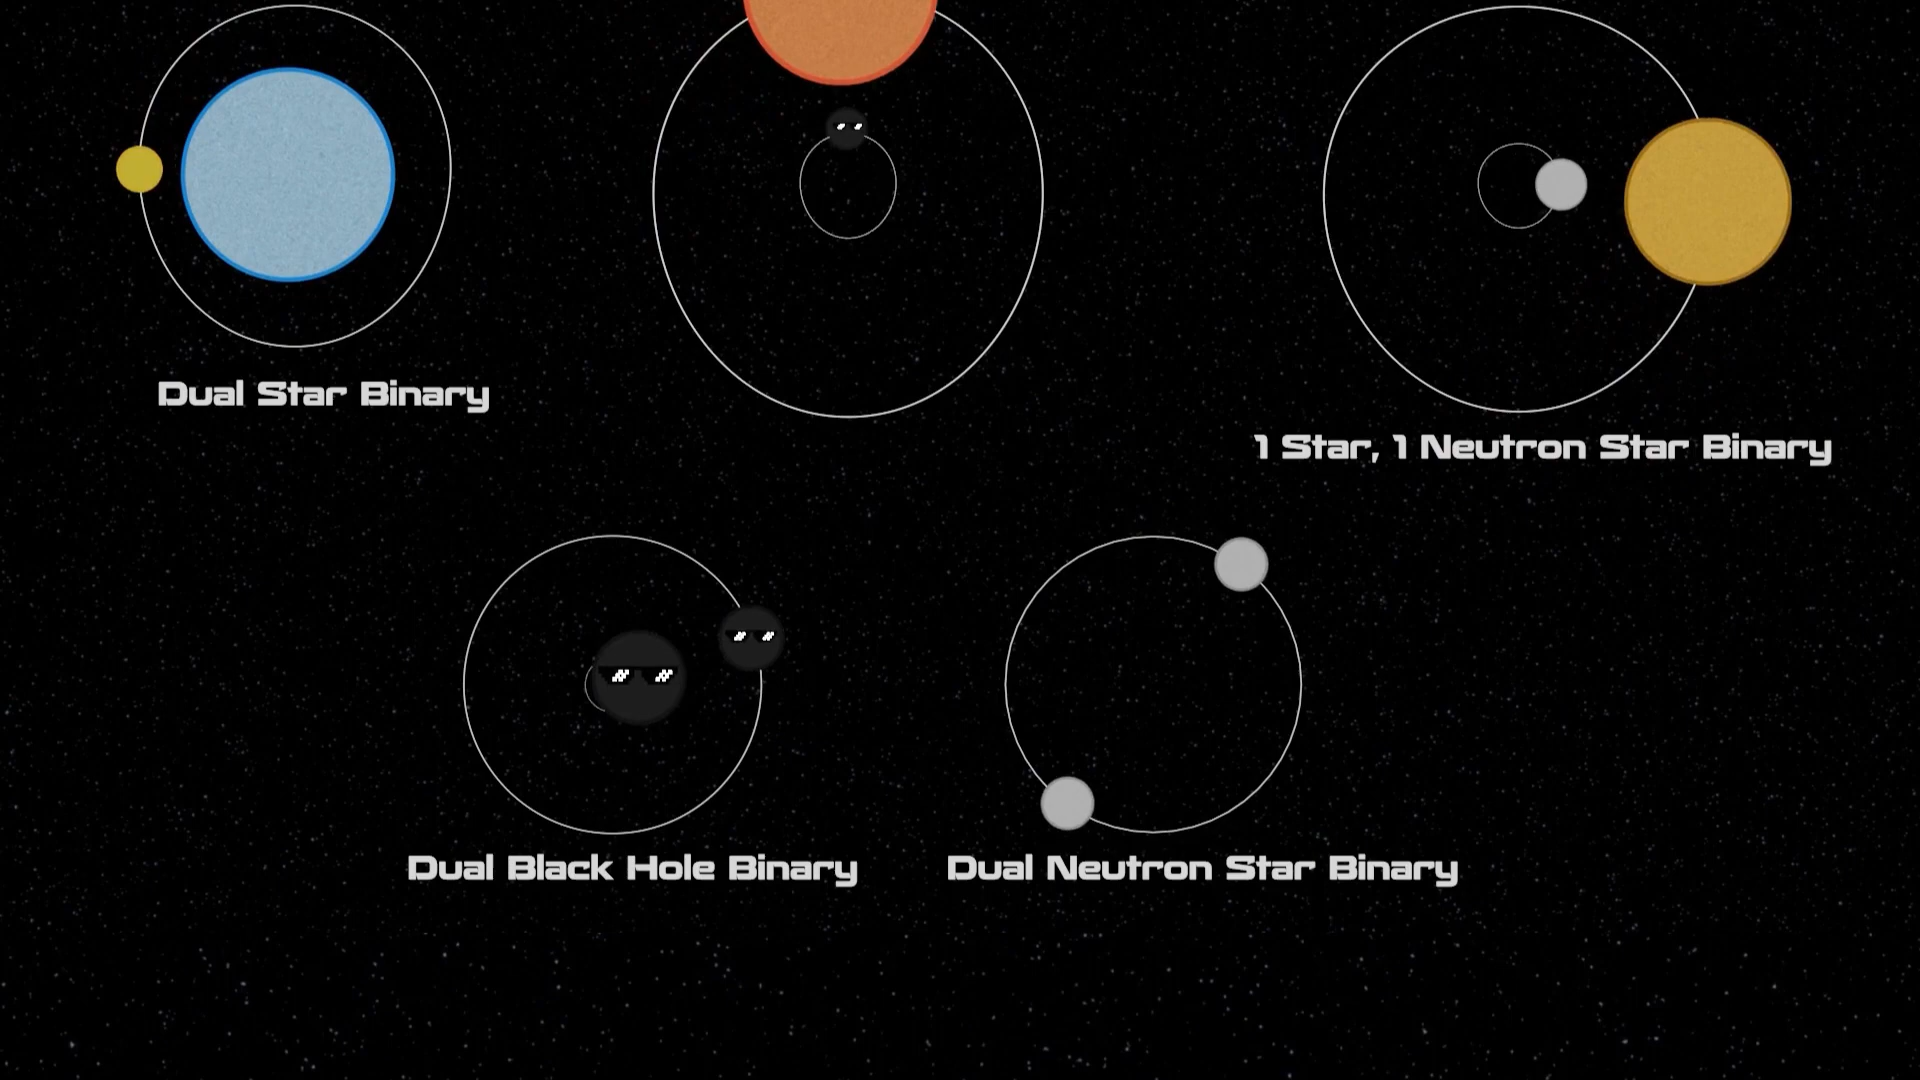 Dual Star Binary
1 Star, 1 Neutron Star Binary
Dual Black Hole Binary
Dual Neutron Star Binary